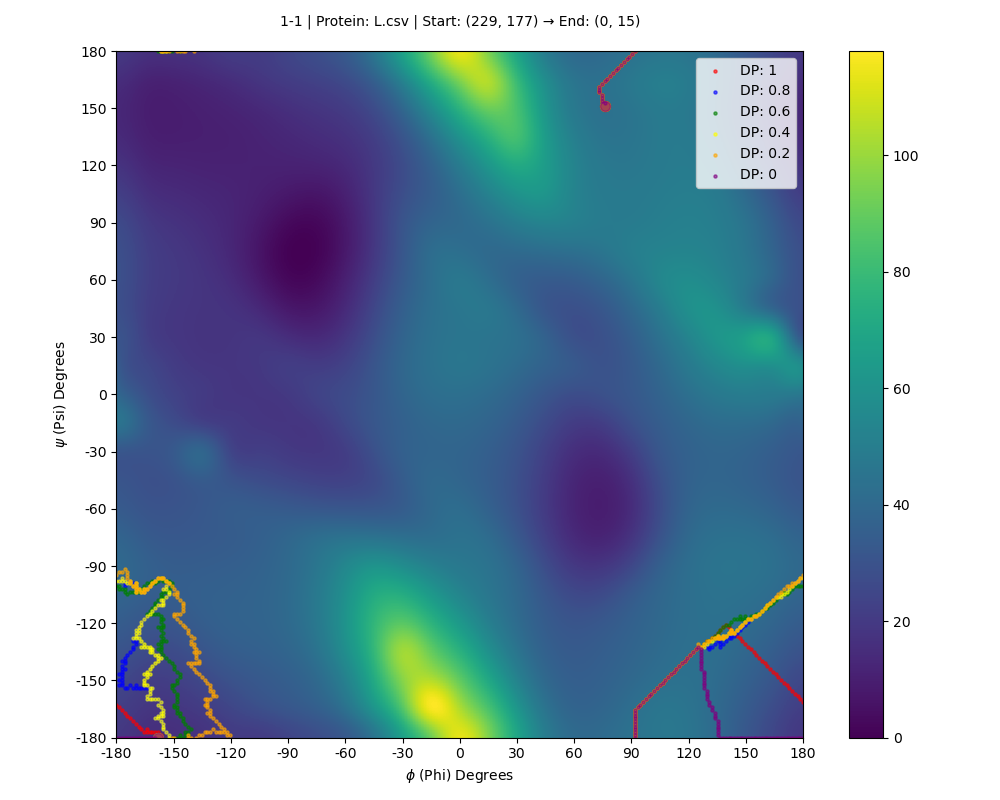 1-1 | Protein: L.csv | Start: (229, 177) → End: (0, 15)
DP: 1
DP: 0.8
DP: 0.6
DP: 0.4
DP: 0.2
DP: 0
180
150
120
90
60
30
0
-30
-60
-90
-120
-150
-180
ψ (Psi) Degrees
-180 -150 -120 -90 -60 -30 0 30 60 90 120 150 180
ϕ (Phi) Degrees
100
80
60
40
20
0